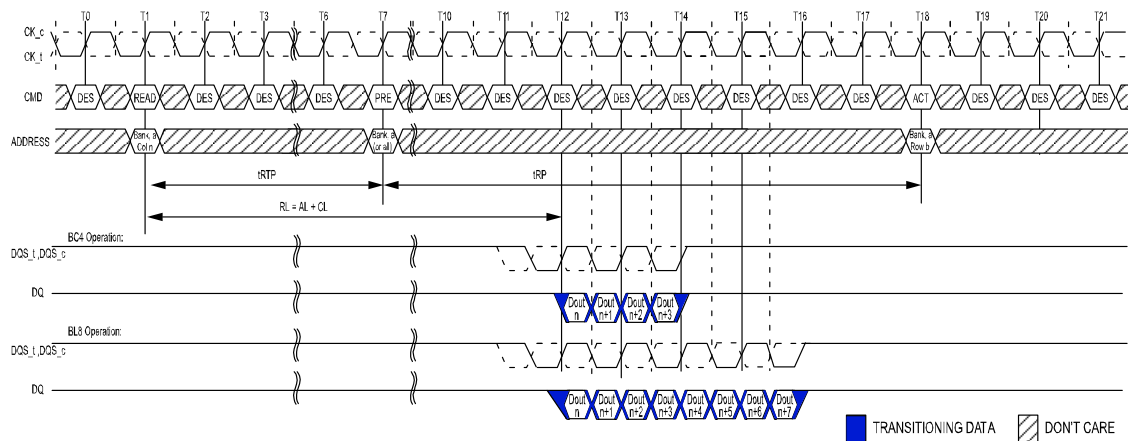 T0 T1 T2 T3 T6 T7 T10 T11 T12 T13 T14 T15 T16 T17 T18 T19 T20 T21
CK_c
CK_t
CMD DES READ DES DES DES PRE DES DES DES DES DES DES DES DES ACT DES DES DES
ADDRESS Bank, a Bank, a Bank, a
Col n (or all) Row b
tRTP tRP
RL = AL + CL
BC4 Operation:
DQS_t ,DQS_c
DQ Dout Dout Dout Dout
n n+1 n+2 n+3
BL8 Operation:
DQS_t ,DQS_c
DQ Dout Dout Dout Dout Dout Dout Dout Dout
n n+1 n+2 n+3 n+4 n+5 n+6 n+7
TRANSITIONING DATA DON'T CARE